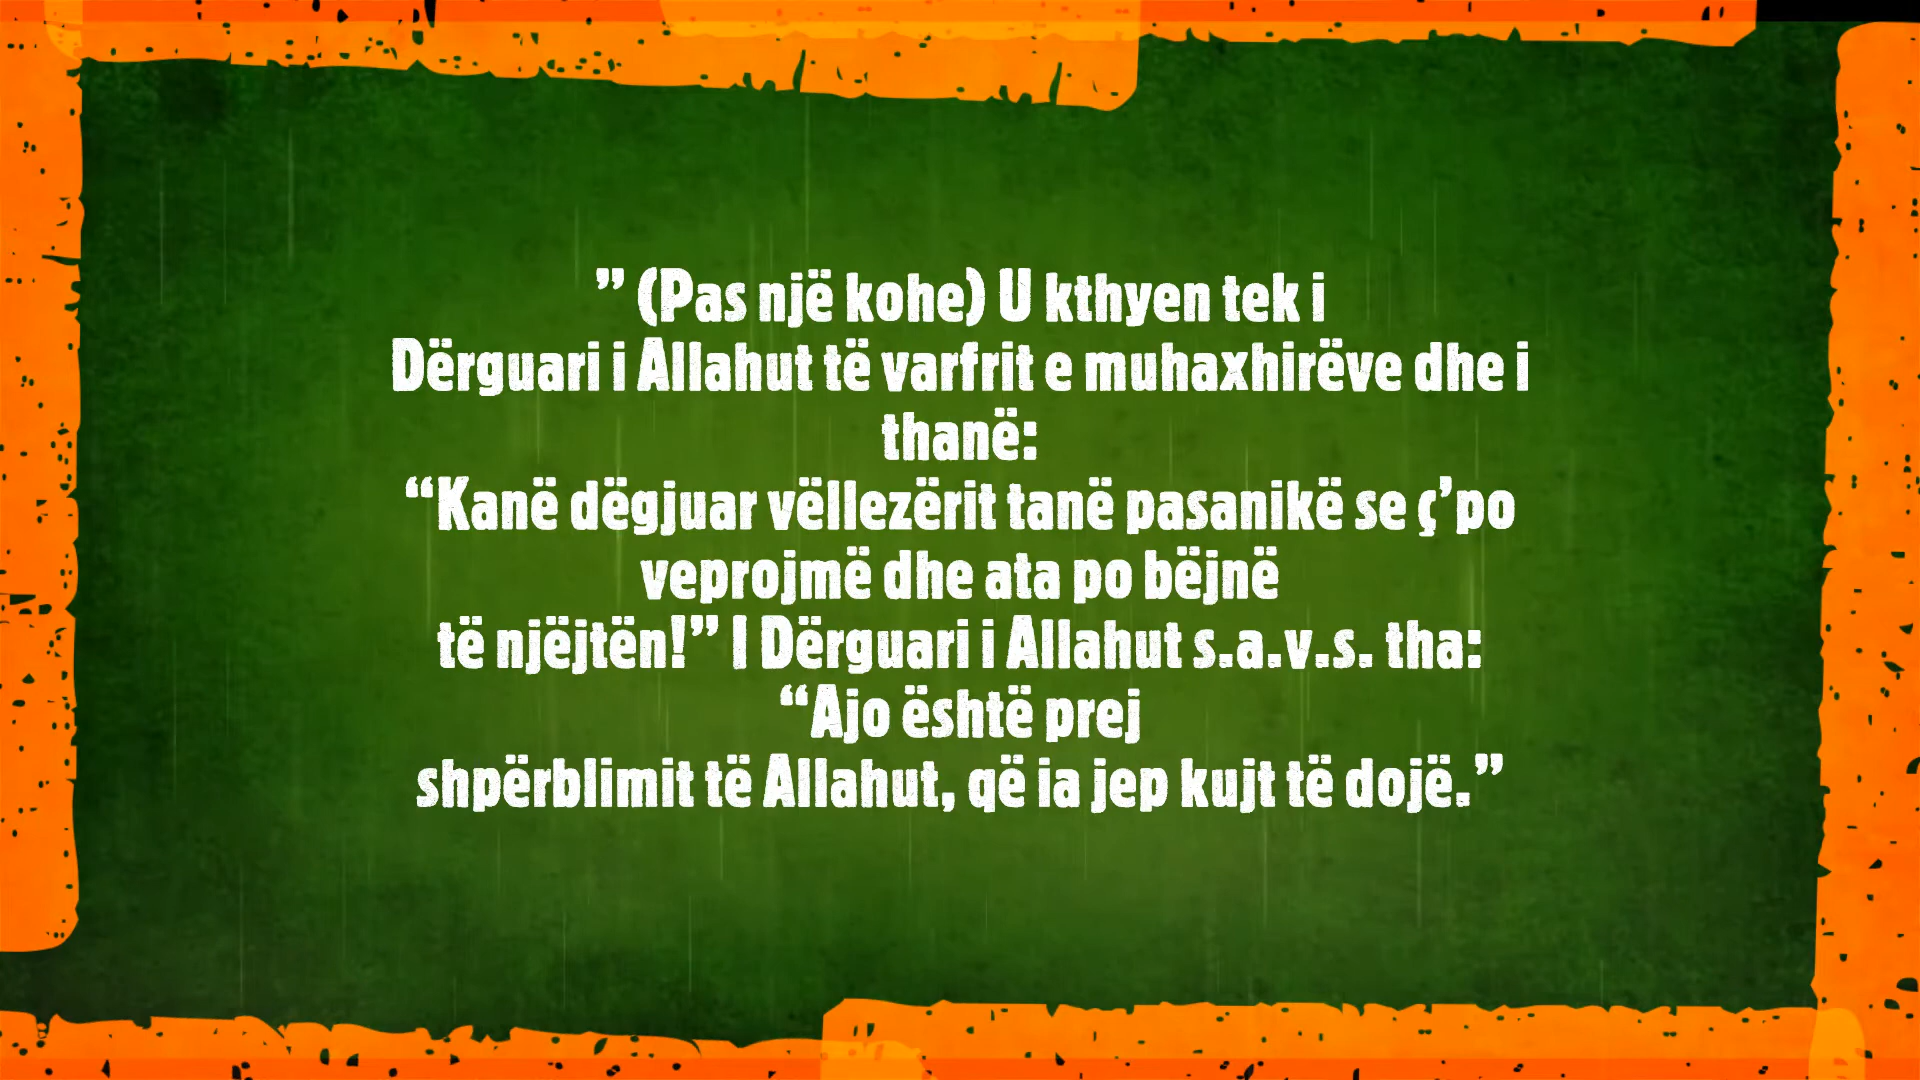 ” (Pas një kohe) U kthyen tek i
Dërguari i Allahut të varfrit e muhaxhirëve dhe i
thanë:
“Kanë dëgjuar vëllezërit tanë pasanikë se ç’po
veprojmë dhe ata po bëjnë
të njëjtën!” I Dërguari i Allahut s.a.v.s. tha:
“Ajo është prej
shpërblimit të Allahut, që ia jep kujt të dojë.”